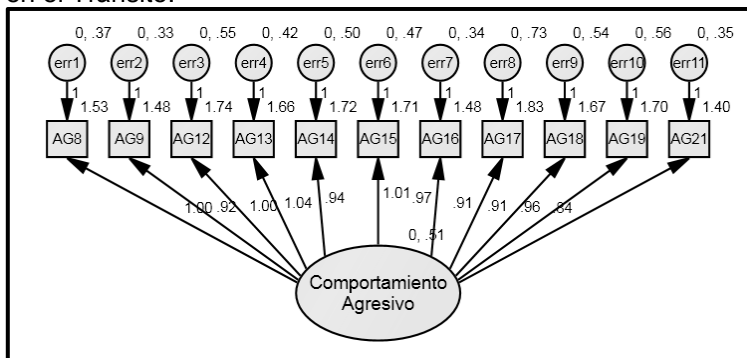 en el Tránsito.
0, .37 0, .33 0, .55 0, .42 0, .50 0, .47 0, .34 0, .73 0, .54 0, .56 0, .35
err1 err2 err3 err4 err5 err6 err7 err8 err9 err10 err11
1 1 1 1 1 1 1 1 1 1 1
1.53 1.48 1.74 1.66 1.72 1.71 1.48 1.83 1.67 1.70 1.40
AG8 AG9 AG12 AG13 AG14 AG15 AG16 AG17 AG18 AG19 AG21
1.00 .92 1.00 1.04 .94 1.01 .97 .91 .91 .96 .84
0, .51
Comportamiento
Agresivo